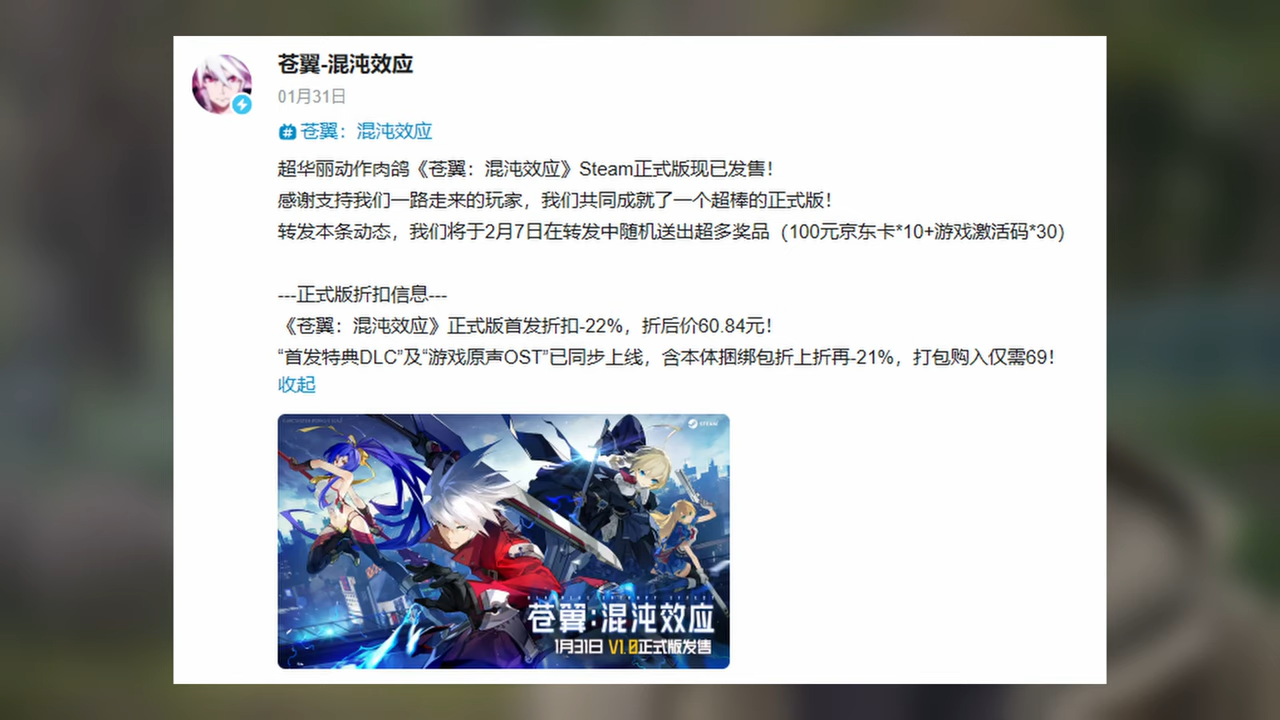 苍翼-混沌效应
01月31日
苍翼：混沌效应
超华丽动作肉鸽《苍翼：混沌效应》Steam正式版现已发售！
感谢支持我们一路走来的玩家，我们共同成就了一个超棒的正式版！
转发本条动态，我们将于2月7日在转发中随机送出超多奖品（100元京东卡*10+游戏激活码*30）
---正式版折扣信息---
《苍翼：混沌效应》正式版首发折扣-22%，折后价60.84元！
“首发特典DLC”及“游戏原声OST”已同步上线，含本体捆绑包折上折再-21%，打包购入仅需69！
收起
STEAM
苍翼:混沌效应
1月31日 V1.0正式版发售